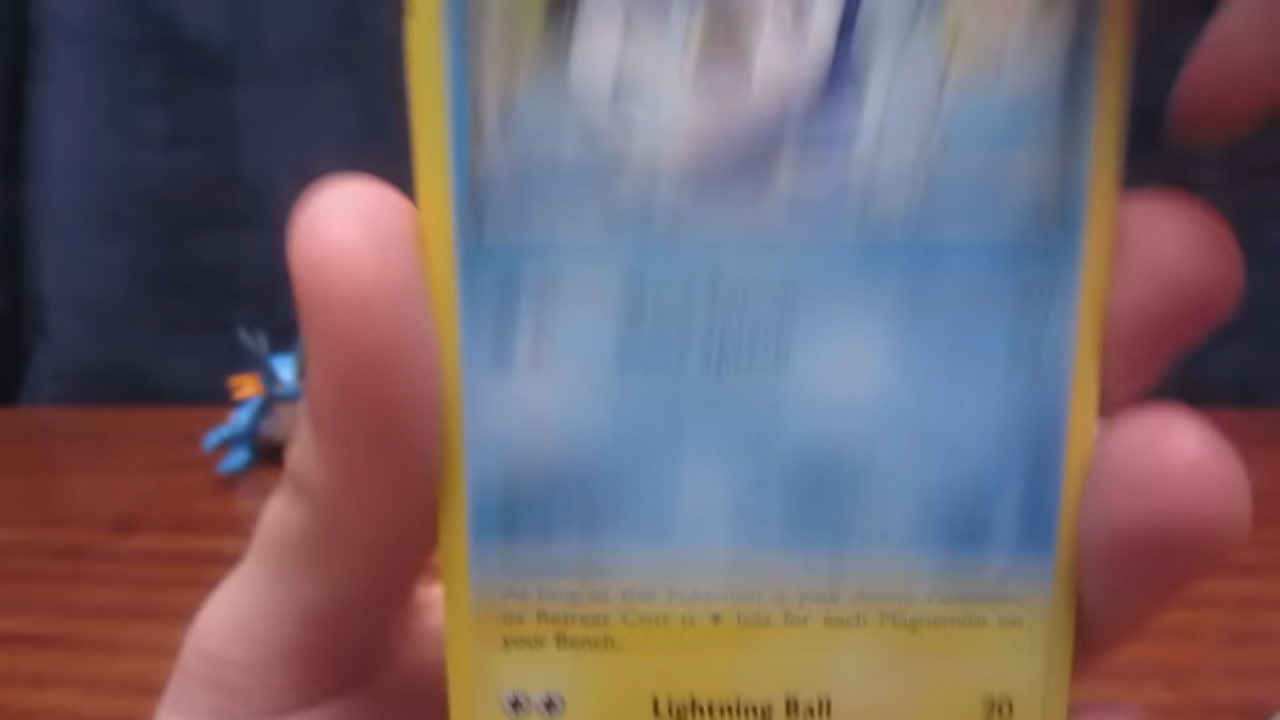 As long as this Pokémon is your Active Pokémon,
its Retreat Cost is less for each Magnemite on
your Bench.
Lightning Ball 20